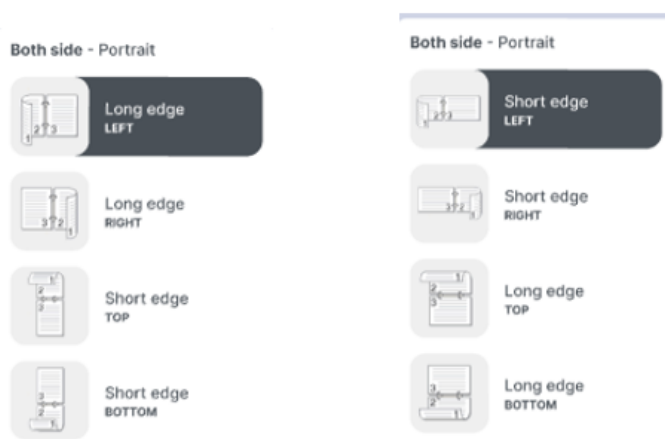 Both side - Portrait
Long edge
LEFT
Long edge
RIGHT
Short edge
TOP
Short edge
BOTTOM
Both side - Portrait
Short edge
LEFT
Short edge
RIGHT
Long edge
TOP
Long edge
BOTTOM